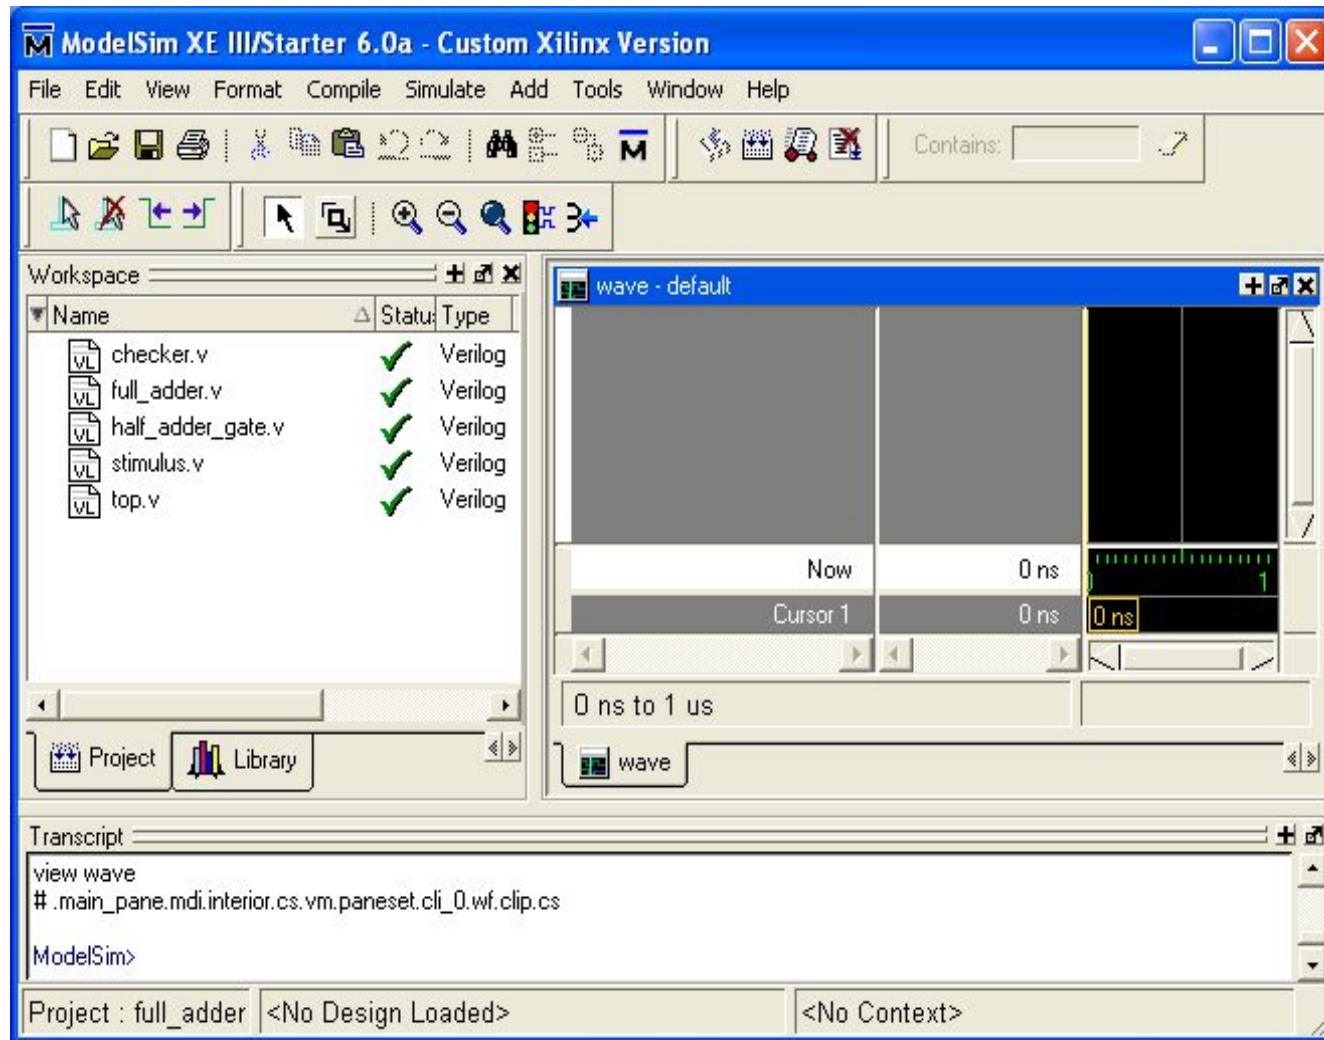 ModelSim XE III/Starter 6.0a - Custom Xilinx Version
File Edit View Format Compile Simulate Add Tools Window Help
Contains:
Workspace
Name Statu: Type
checker.v Verilog
full_adder.v Verilog
half_adder_gate.v Verilog
stimulus.v Verilog
top.v Verilog
Project Library
wave - default
Now 0 ns 0 1
Cursor 1 0 ns 0 ns
0 ns to 1 us
wave
Transcript
view wave
# .main_pane.mdi.interior.cs.vm.paneset.cli_0.wf.clip.cs
ModelSim>
Project : full_adder <No Design Loaded> <No Context>